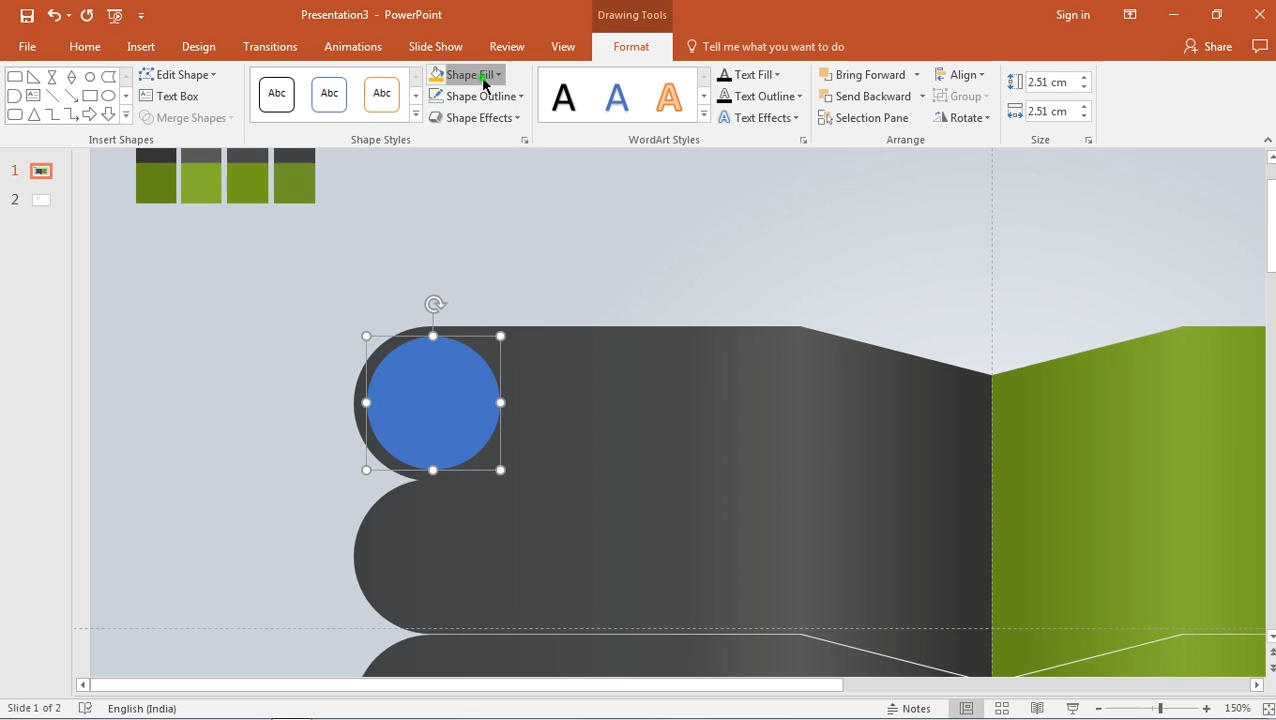 Presentation3 - PowerPoint
Drawing Tools
Sign in
File
Home
Insert
Design
Transitions
Animations
Slide Show
Review
View
Format
Tell me what you want to do
Share
Edit Shape
Text Box
Merge Shapes
Insert Shapes
Abc
Abc
Abc
Shape Fill
Shape Outline
Shape Effects
Shape Styles
A
A
A
Text Fill
Text Outline
Text Effects
WordArt Styles
Bring Forward
Send Backward
Selection Pane
Align
Group
Rotate
Arrange
2.51 cm
2.51 cm
Size
1
2
Slide 1 of 2
English (India)
Notes
150%